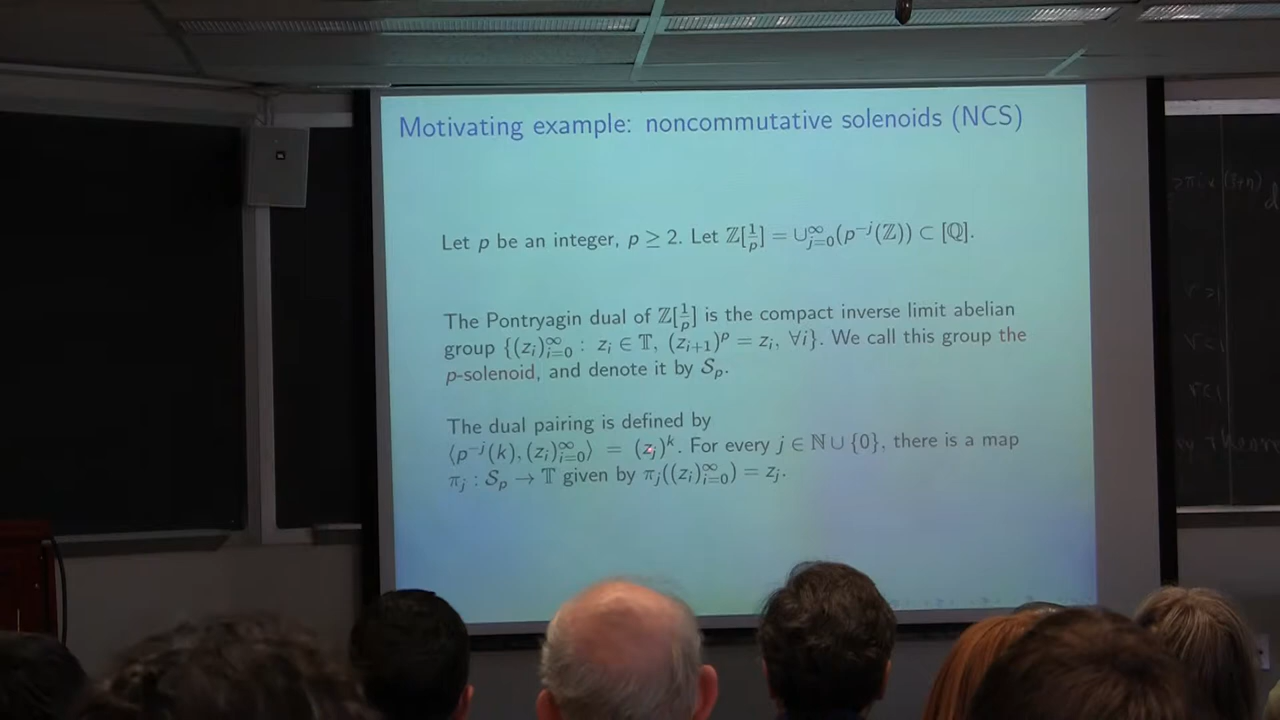 Motivating example: noncommutative solenoids (NCS)
Let p be an integer, p ≥ 2. Let ℤ[1/p] = ∪_{j=0}^∞(p^{-j}(ℤ)) ⊂ [ℚ].
The Pontryagin dual of ℤ[1/p] is the compact inverse limit abelian
group {(z_i)_{i=0}^∞ : z_i ∈ 𝕋, (z_{i+1})^p = z_i, ∀i}. We call this group the
p-solenoid, and denote it by 𝒮_p.
The dual pairing is defined by
⟨p^{-j}(k), (z_i)_{i=0}^∞⟩ = (z_j)^k. For every j ∈ ℕ ∪ {0}, there is a map
π_j : 𝒮_p → 𝕋 given by π_j((z_i)_{i=0}^∞) = z_j.